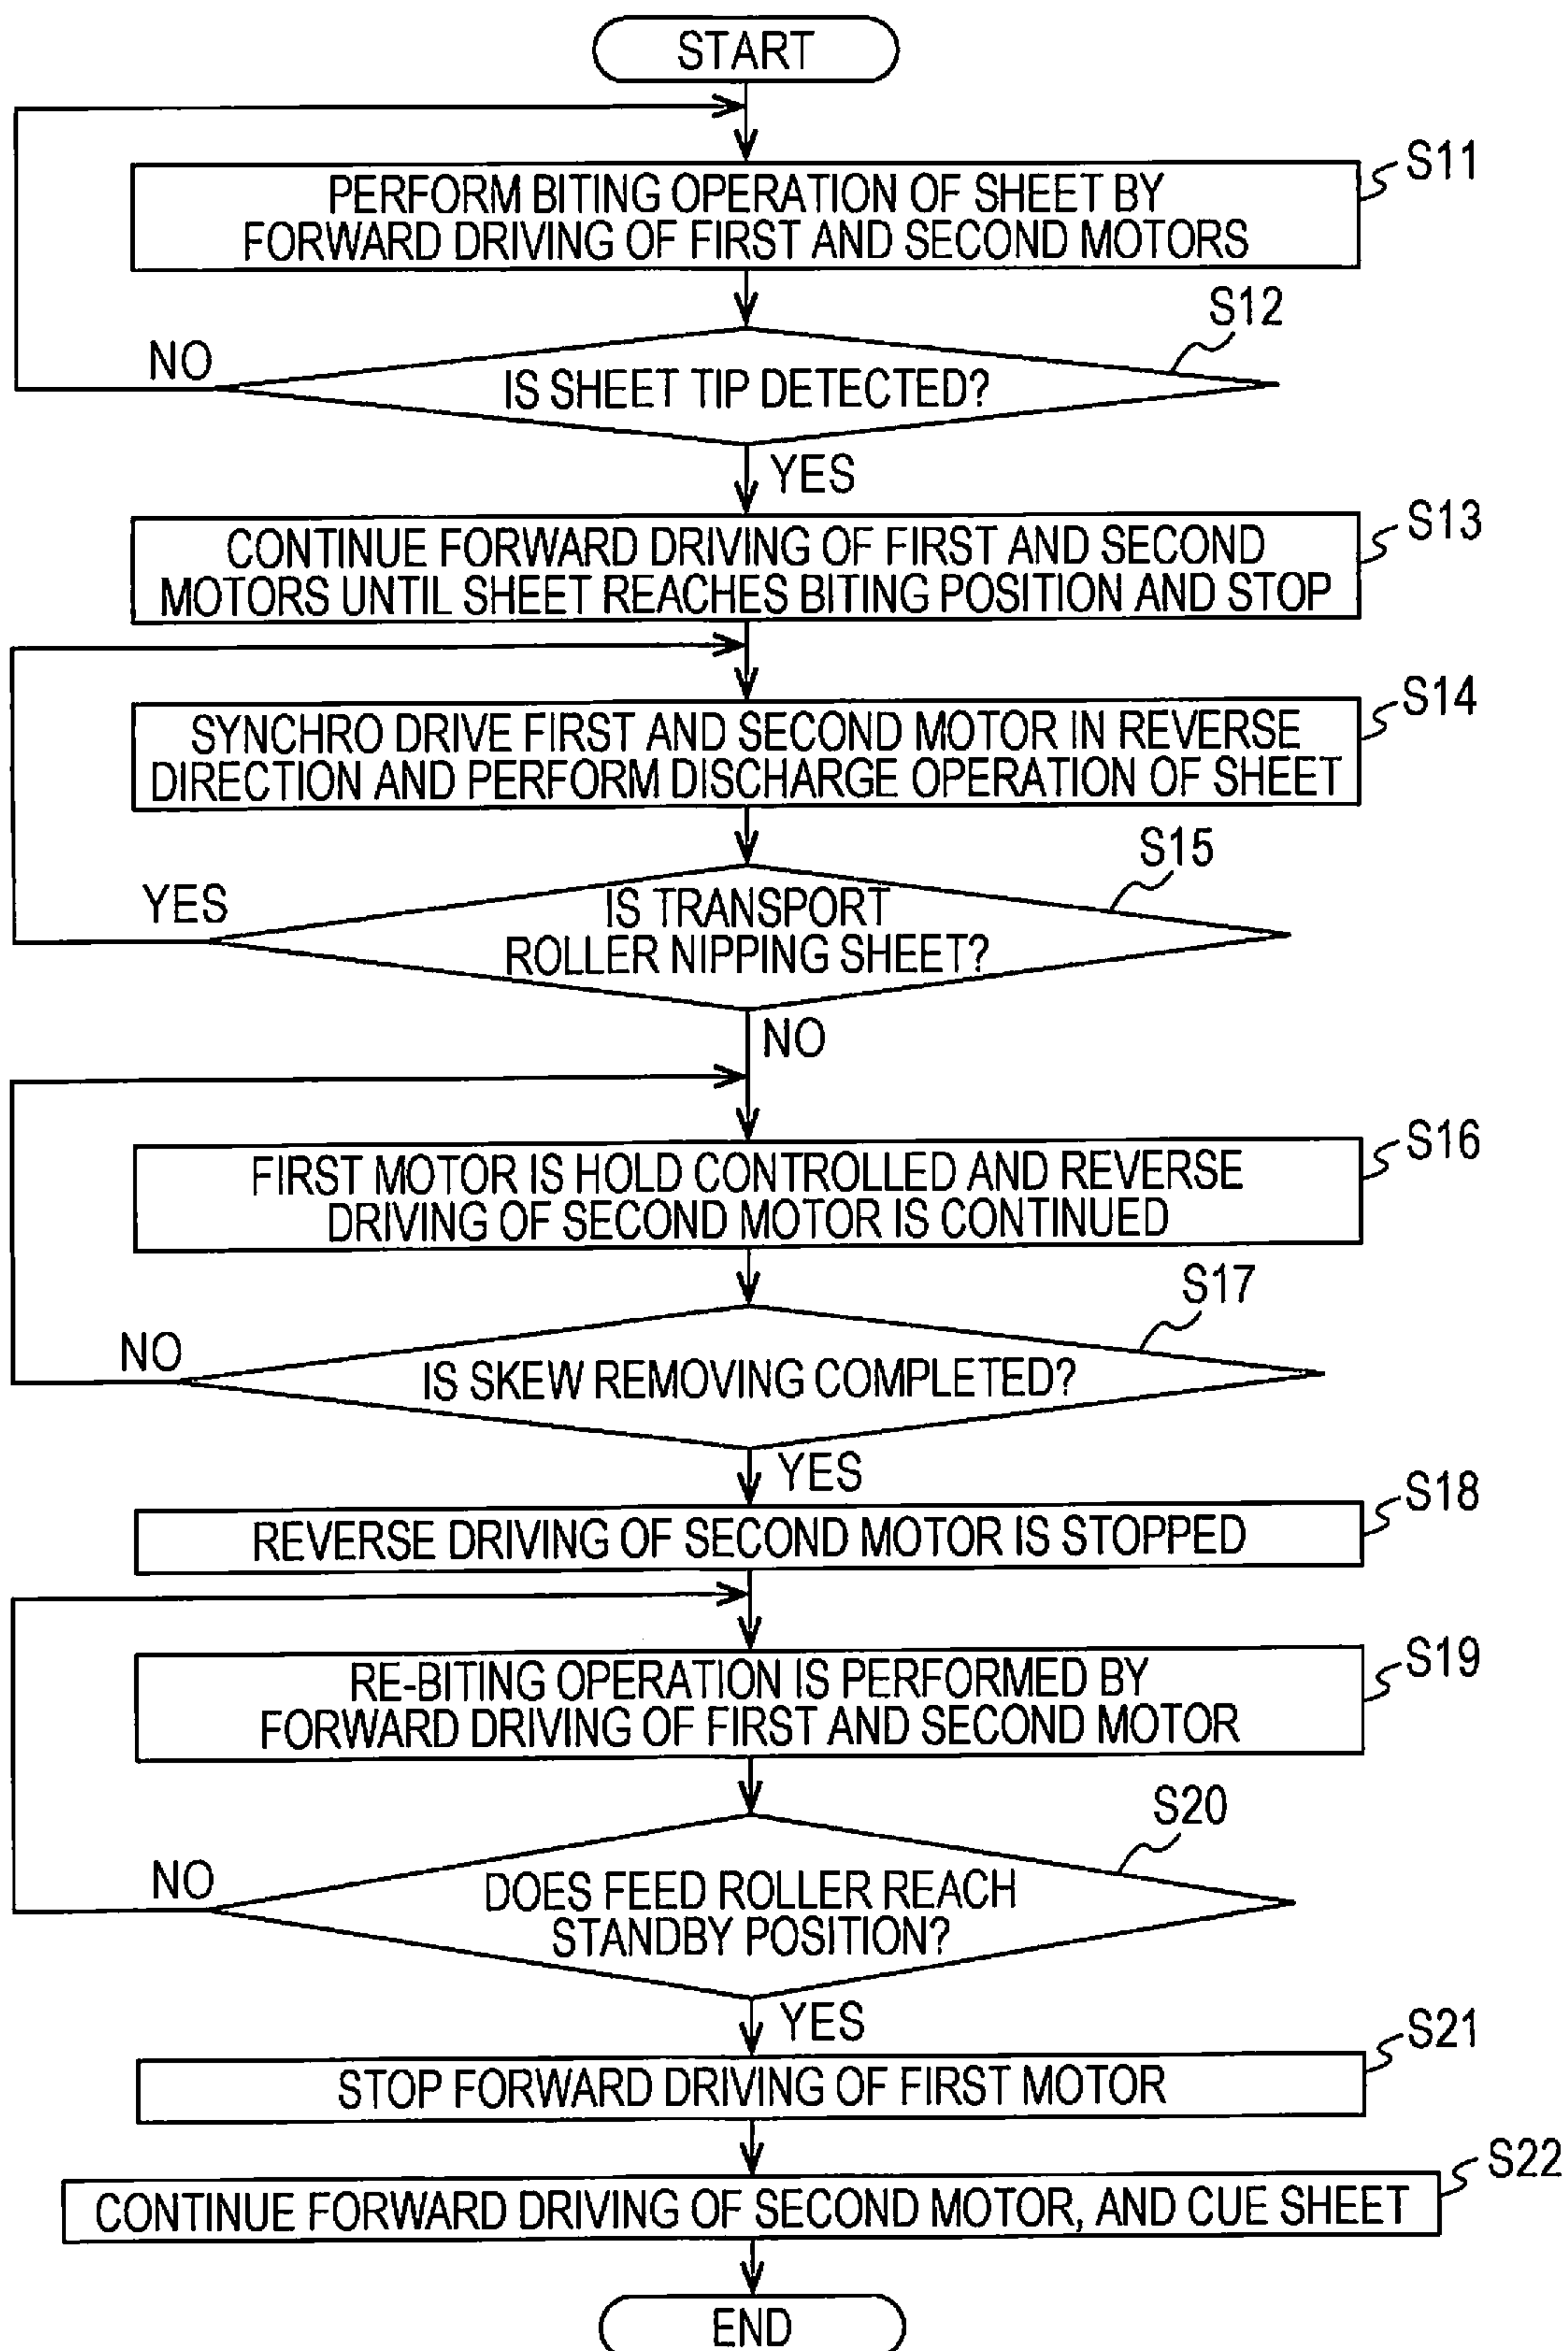 START
S11
PERFORM BITING OPERATION OF SHEET BY
FORWARD DRIVING OF FIRST AND SECOND MOTORS
S12
NO
IS SHEET TIP DETECTED?
YES
S13
CONTINUE FORWARD DRIVING OF FIRST AND SECOND
MOTORS UNTIL SHEET REACHES BITING POSITION AND STOP
S14
SYNCHRO DRIVE FIRST AND SECOND MOTOR IN REVERSE
DIRECTION AND PERFORM DISCHARGE OPERATION OF SHEET
S15
YES
IS TRANSPORT
ROLLER NIPPING SHEET?
NO
S16
FIRST MOTOR IS HOLD CONTROLLED AND REVERSE
DRIVING OF SECOND MOTOR IS CONTINUED
S17
NO
IS SKEW REMOVING COMPLETED?
YES
S18
REVERSE DRIVING OF SECOND MOTOR IS STOPPED
S19
RE-BITING OPERATION IS PERFORMED BY
FORWARD DRIVING OF FIRST AND SECOND MOTOR
S20
NO
DOES FEED ROLLER REACH
STANDBY POSITION?
YES
S21
STOP FORWARD DRIVING OF FIRST MOTOR
S22
CONTINUE FORWARD DRIVING OF SECOND MOTOR, AND CUE SHEET
END